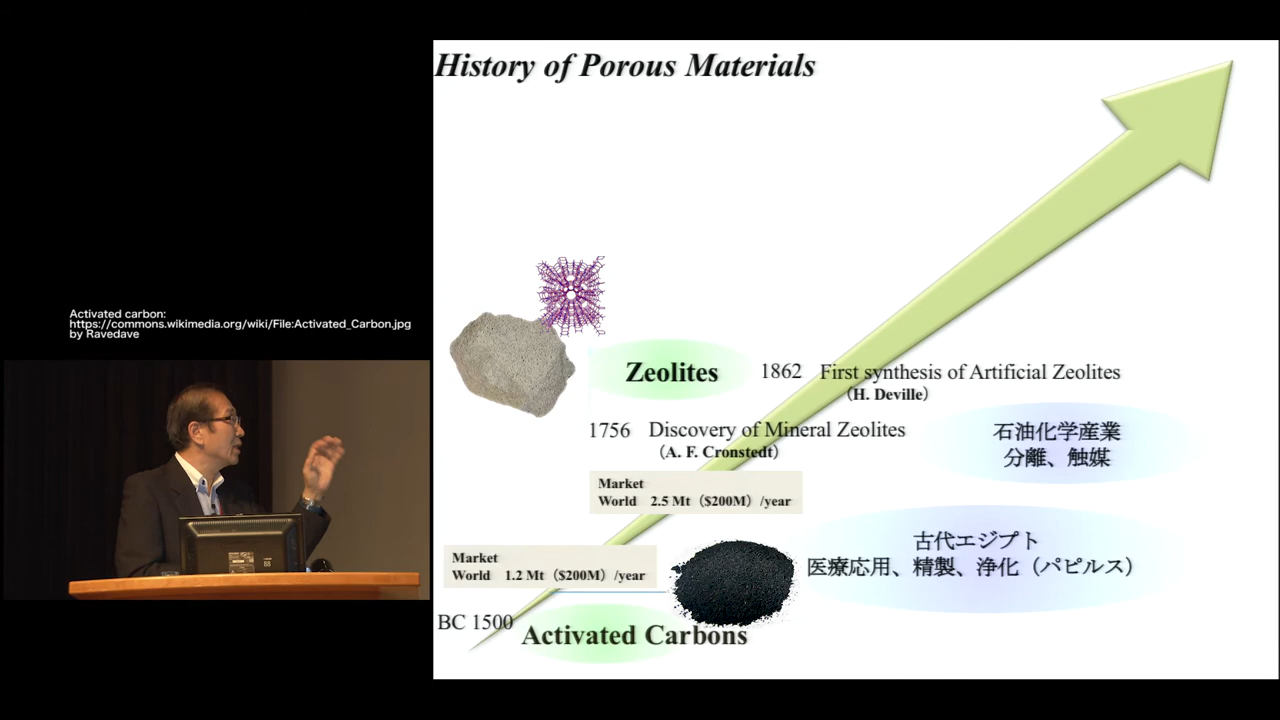 History of Porous Materials
Activated carbon:
https://commons.wikimedia.org/wiki/File:Activated_Carbon.jpg
by Ravedave
Zeolites
1862 First synthesis of Artificial Zeolites
(H. Deville)
1756 Discovery of Mineral Zeolites
(A. F. Cronstedt)
石油化学産業
分離、触媒
Market
World 2.5 Mt（$200M）/year
古代エジプト
医療応用、精製、浄化（パピルス）
Market
World 1.2 Mt（$200M）/year
BC 1500
Activated Carbons